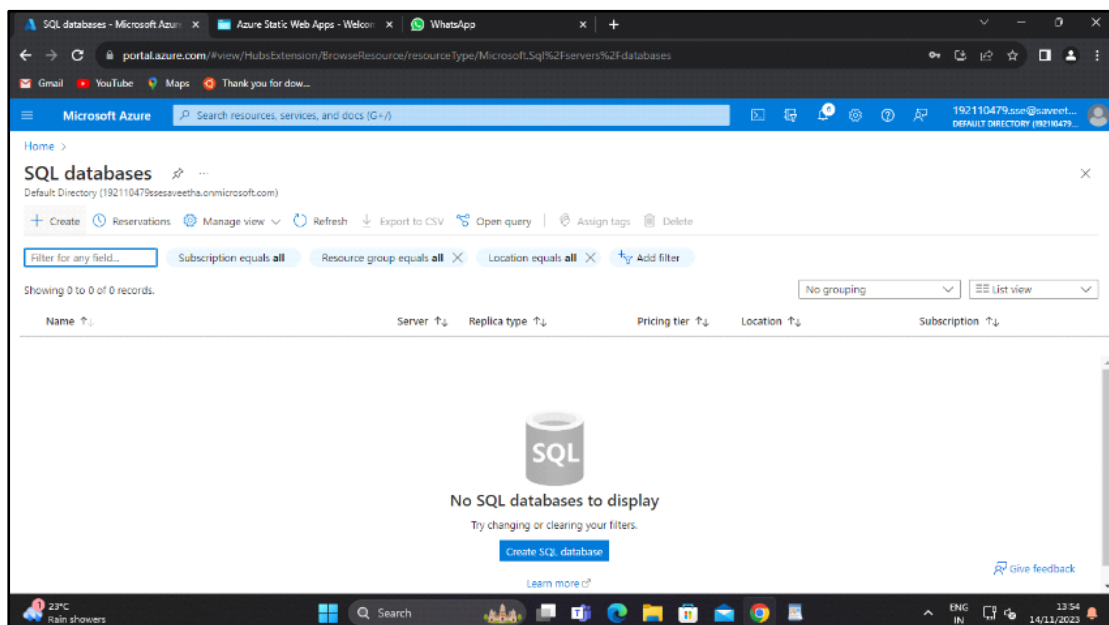 SQL databases - Microsoft Azur
Azure Static Web Apps - Welcom
WhatsApp
portal.azure.com/#view/HubsExtension/BrowseResource/resourceType/Microsoft.Sql%2Fservers%2Fdatabases
Gmail YouTube Maps Thank you for dow...
Microsoft Azure
Search resources, services, and docs (G+/)
6
192110479.sse@saveet...
DEFAULT DIRECTORY (192110479...
Home >
SQL databases
Default Directory (192110479ssesaveetha.onmicrosoft.com)
Create Reservations Manage view Refresh Export to CSV Open query Assign tags Delete
Filter for any field... Subscription equals all Resource group equals all Location equals all Add filter
Showing 0 to 0 of 0 records.
No grouping List view
Name Server Replica type Pricing tier Location Subscription
SQL
No SQL databases to display
Try changing or clearing your filters.
Create SQL database
Learn more
Give feedback
1
23°C
Rain showers
Search
ENG
IN
13:54
14/11/2023